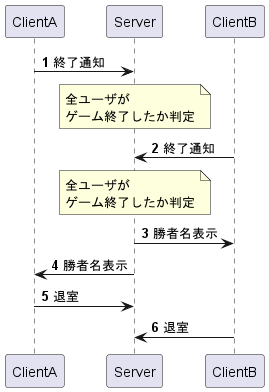 ClientA Server ClientB
1 終了通知
全ユーザが
ゲーム終了したか判定
2 終了通知
全ユーザが
ゲーム終了したか判定
3 勝者名表示
4 勝者名表示
5 退室
6 退室
ClientA Server ClientB